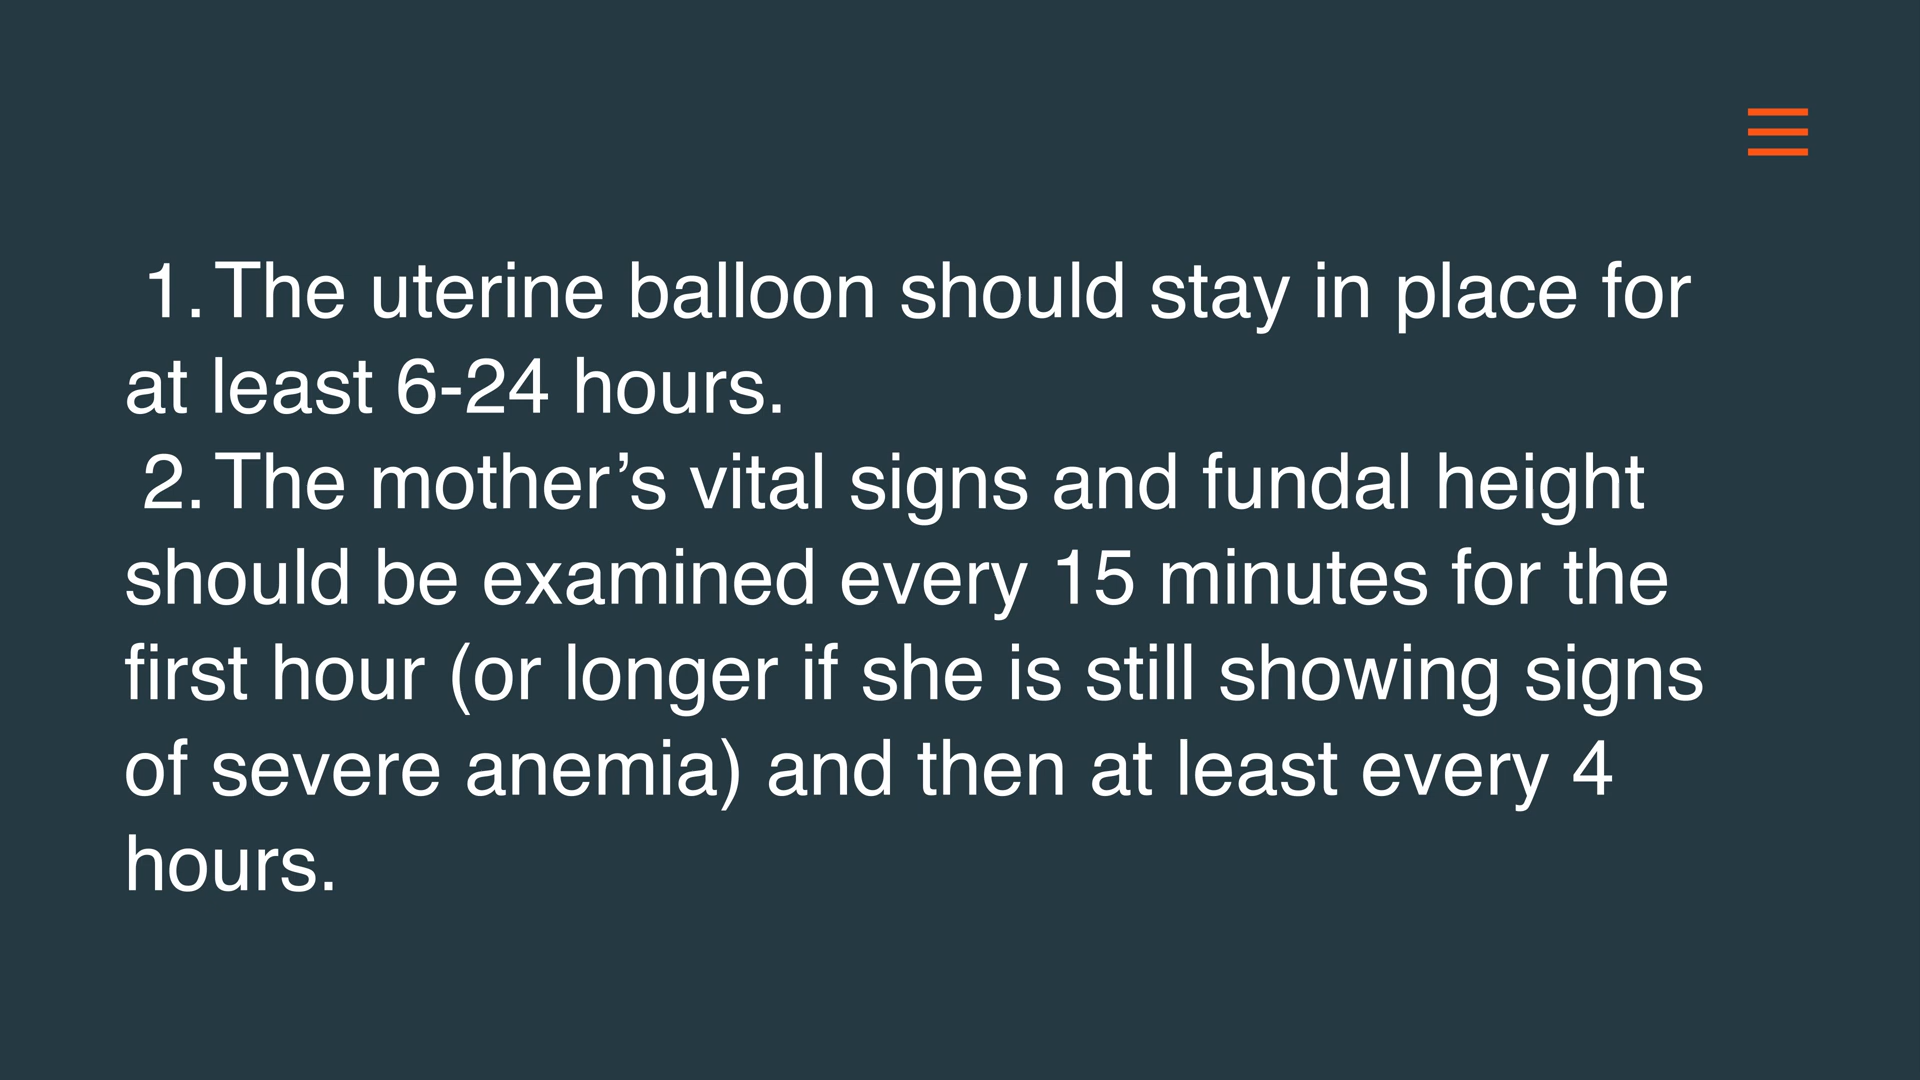 1. The uterine balloon should stay in place for
at least 6-24 hours.
2. The mother’s vital signs and fundal height
should be examined every 15 minutes for the
first hour (or longer if she is still showing signs
of severe anemia) and then at least every 4
hours.